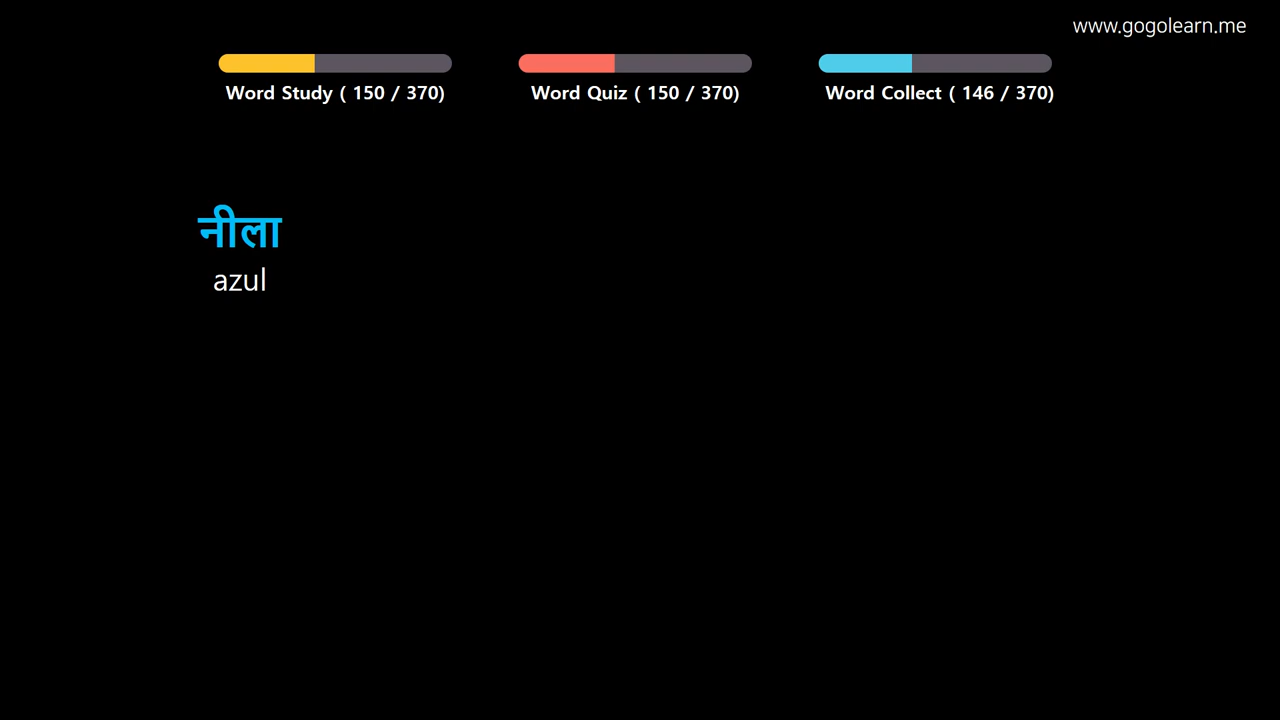 www.gogolearn.me
Word Study ( 150 / 370)
Word Quiz ( 150 / 370)
Word Collect ( 146 / 370)
नीला
azul